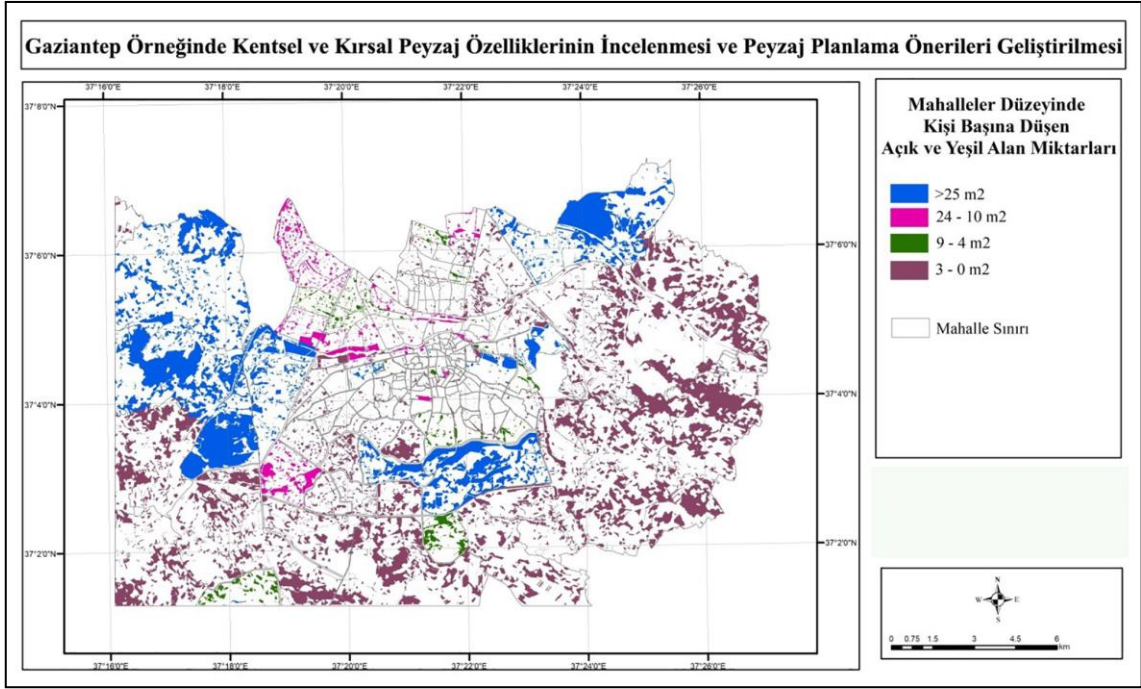 Gaziantep Örneğinde Kentsel ve Kırsal Peyzaj Özelliklerinin İncelenmesi ve Peyzaj Planlama Önerileri Geliştirilmesi
37°16'0"E 37°18'0"E 37°20'0"E 37°22'0"E 37°24'0"E 37°26'0"E
37°8'0"N
37°6'0"N 37°6'0"N
37°4'0"N 37°4'0"N
37°2'0"N 37°2'0"N
37°16'0"E 37°18'0"E 37°20'0"E 37°22'0"E 37°24'0"E 37°26'0"E
Mahalleler Düzeyinde
Kişi Başına Düşen
Açık ve Yeşil Alan Miktarları
>25 m2
24 - 10 m2
9 - 4 m2
3 - 0 m2
Mahalle Sınırı
N
W E
S
0 0.75 1.5 3 4.5 6
km